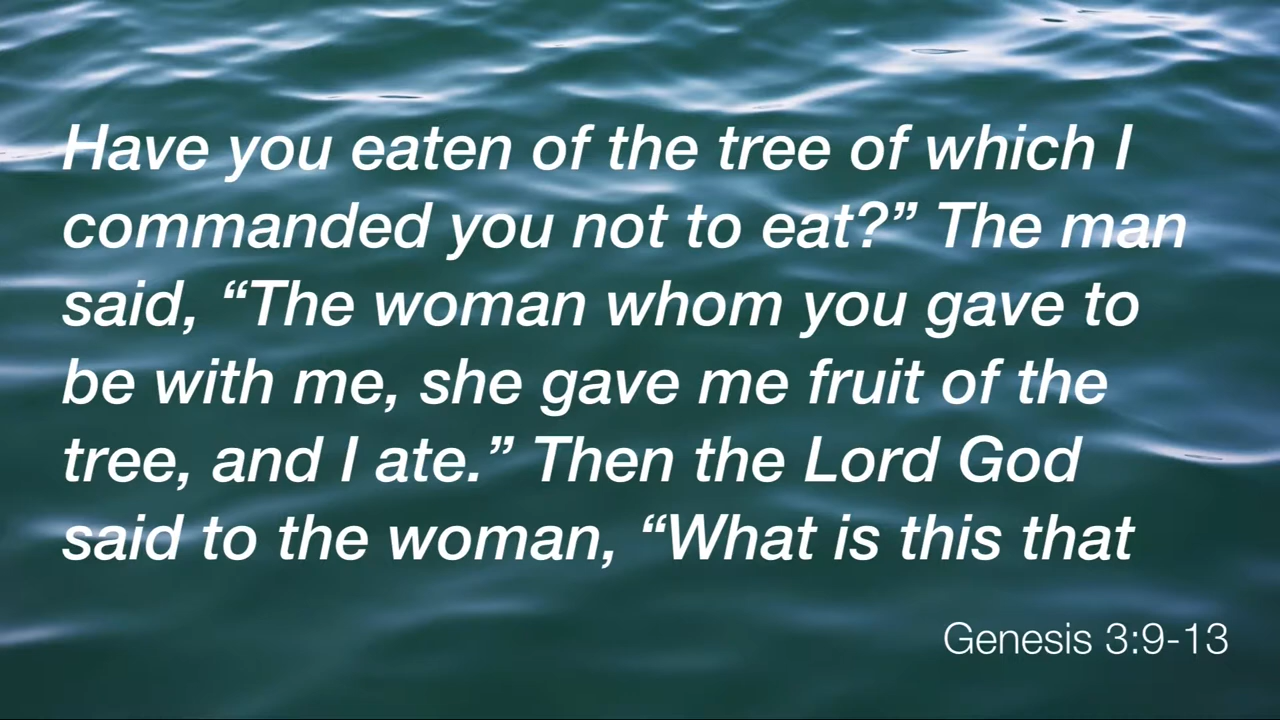 Have you eaten of the tree of which I
commanded you not to eat?” The man
said, “The woman whom you gave to
be with me, she gave me fruit of the
tree, and I ate.” Then the Lord God
said to the woman, “What is this that
Genesis 3:9-13